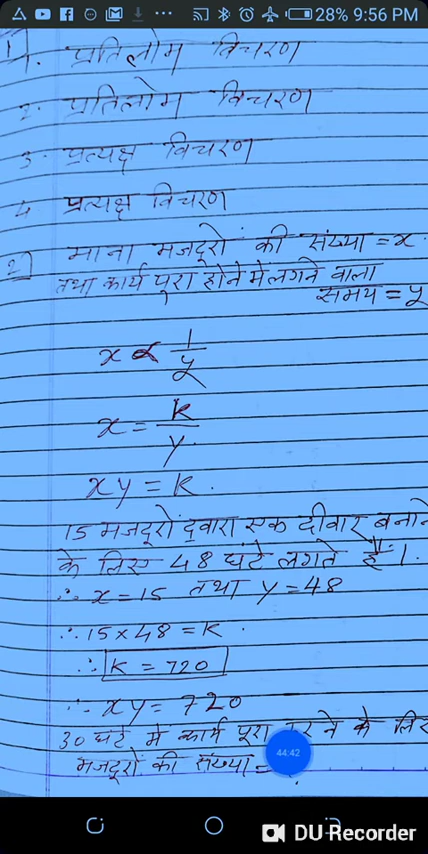 28% 9:56 PM
1) 1. प्रतिलोम विचरण
2. प्रतिलोम विचरण
3. प्रत्यक्ष विचरण
4 प्रत्यक्ष विचरण
2) माना मजदूरों की संख्या = x.
तथा कार्य पूरा होने मे लगने वाला
समय = y
x ∝ 1/y
x = k/y
xy = k.
15 मजदूरों द्वारा एक दीवार बनाने
के लिए 48 घंटे लगते हैं।
∴ x = 15 तथा y = 48
∴ 15 × 48 = k.
∴ k = 720
∴ xy = 720
30 घंटे में कार्य पूरा के
मजदूरों की संख्या =
44:42
DU Recorder